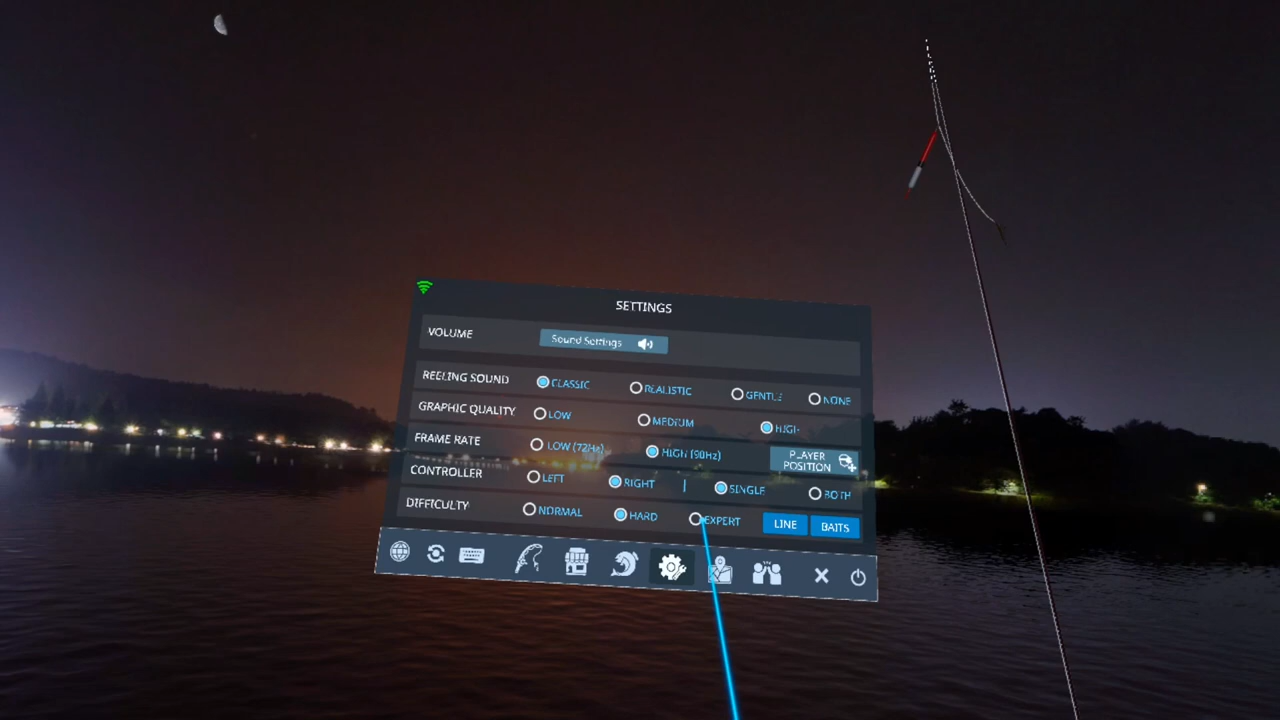 SETTINGS
VOLUME Sound Settings
REELING SOUND CLASSIC REALISTIC GENTLE NONE
GRAPHIC QUALITY LOW MEDIUM HIGH
FRAME RATE LOW (72Hz) HIGH (90Hz) PLAYER POSITION
CONTROLLER LEFT RIGHT | SINGLE BOTH
DIFFICULTY NORMAL HARD EXPERT LINE BAITS